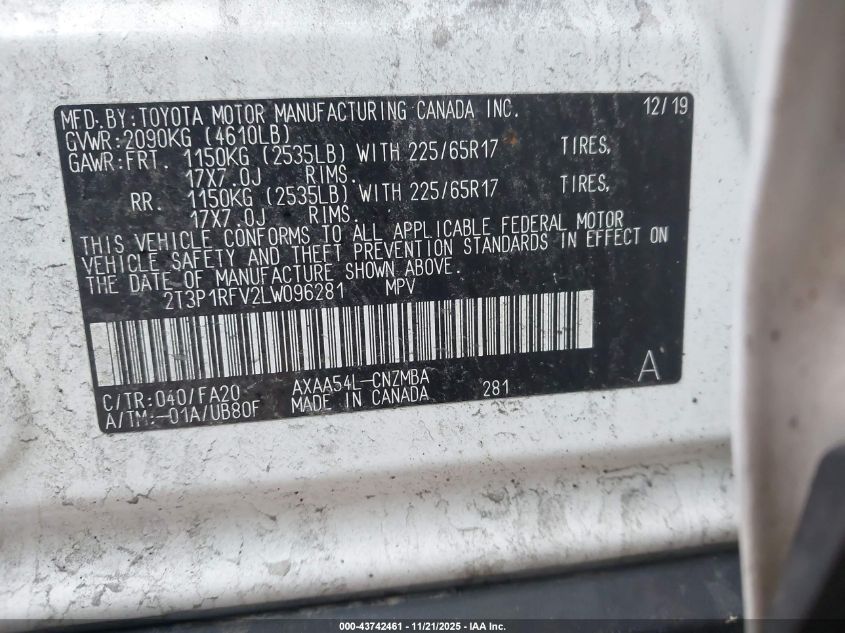 MFD. BY: TOYOTA MOTOR MANUFACTURING CANADA INC. 12/19
GVWR: 2090KG (4610LB)
GAWR: FRT. 1150KG (2535LB) WITH 225/65R17 TIRES,
17X7.0J RIMS.
RR. 1150KG (2535LB) WITH 225/65R17 TIRES,
17X7.0J RIMS.
THIS VEHICLE CONFORMS TO ALL APPLICABLE FEDERAL MOTOR
VEHICLE SAFETY AND THEFT PREVENTION STANDARDS IN EFFECT ON
THE DATE OF MANUFACTURE SHOWN ABOVE.
2T3P1RFV2LW096281 MPV
C/TR: 040/FA20 AXAA54L-CNZMBA 281 A
A/TM: -01A/UB80F MADE IN CANADA
000-43742461 - 11/21/2025 - IAA Inc.